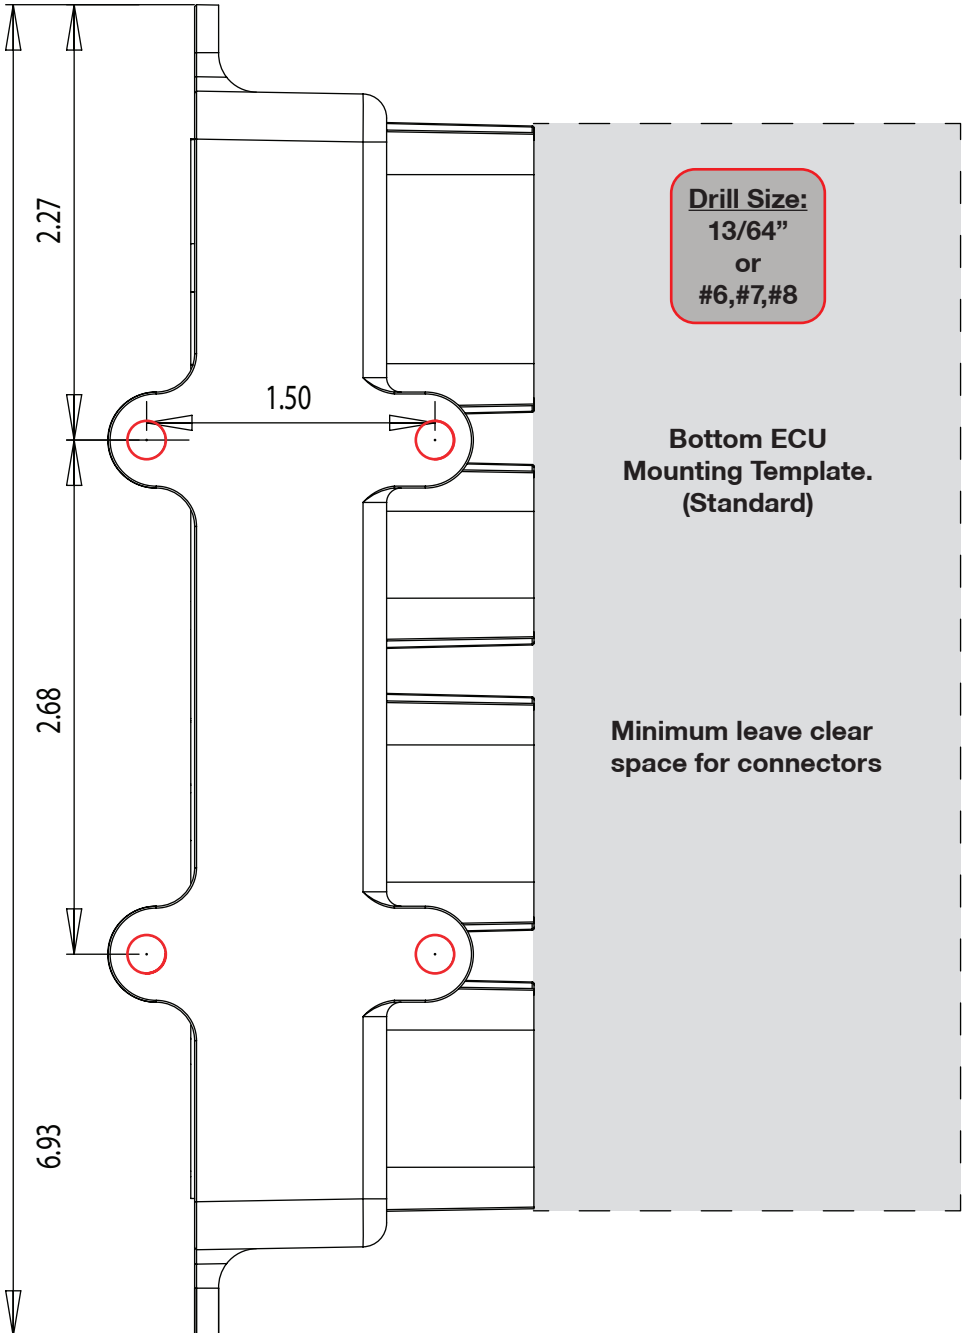 2.27
Drill Size:
13/64”
or
#6,#7,#8
1.50
Bottom ECU
Mounting Template.
(Standard)
2.68
Minimum leave clear
space for connectors
6.93